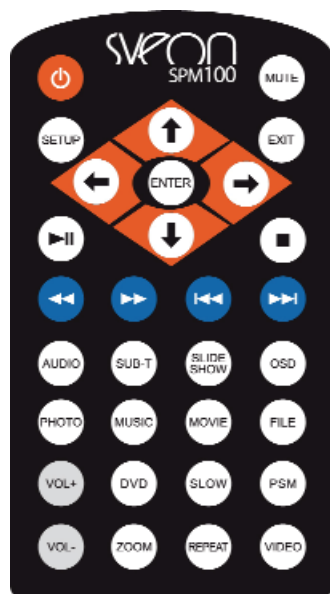 sveon
SPM100
MUTE
SETUP
EXIT
ENTER
AUDIO SUB-T SLIDE SHOW OSD
PHOTO MUSIC MOVIE FILE
VOL+ DVD SLOW PSM
VOL- ZOOM REPEAT VIDEO